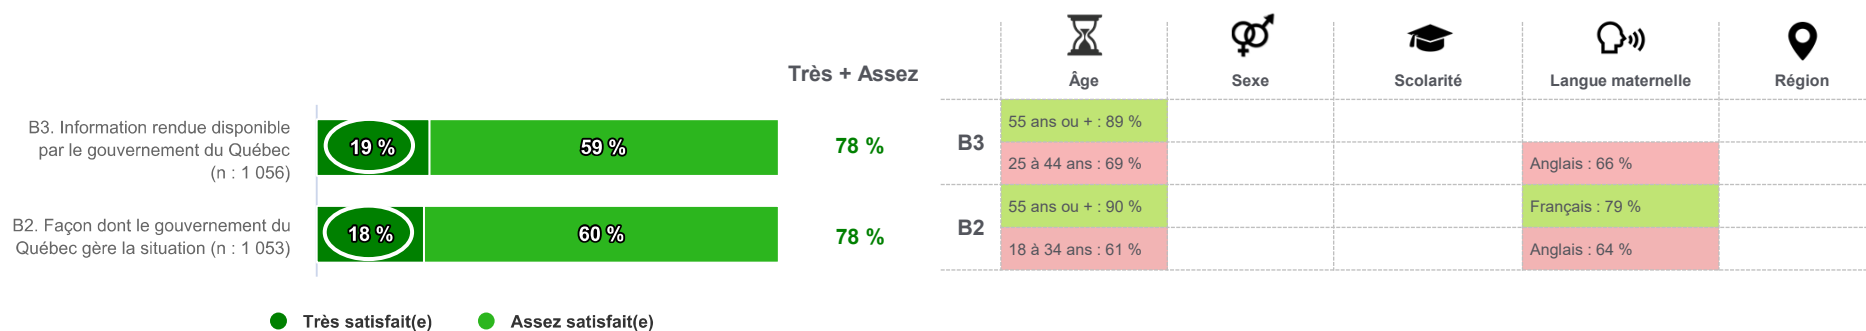 Très + Assez
B3. Information rendue disponible
par le gouvernement du Québec
(n : 1 056)
19 %
59 %
78 %
B2. Façon dont le gouvernement du
Québec gère la situation (n : 1 053)
18 %
60 %
78 %
Très satisfait(e)
Assez satisfait(e)
Âge
Sexe
Scolarité
Langue maternelle
Région
B3
55 ans ou + : 89 %
25 à 44 ans : 69 %
Anglais : 66 %
B2
55 ans ou + : 90 %
Français : 79 %
18 à 34 ans : 61 %
Anglais : 64 %